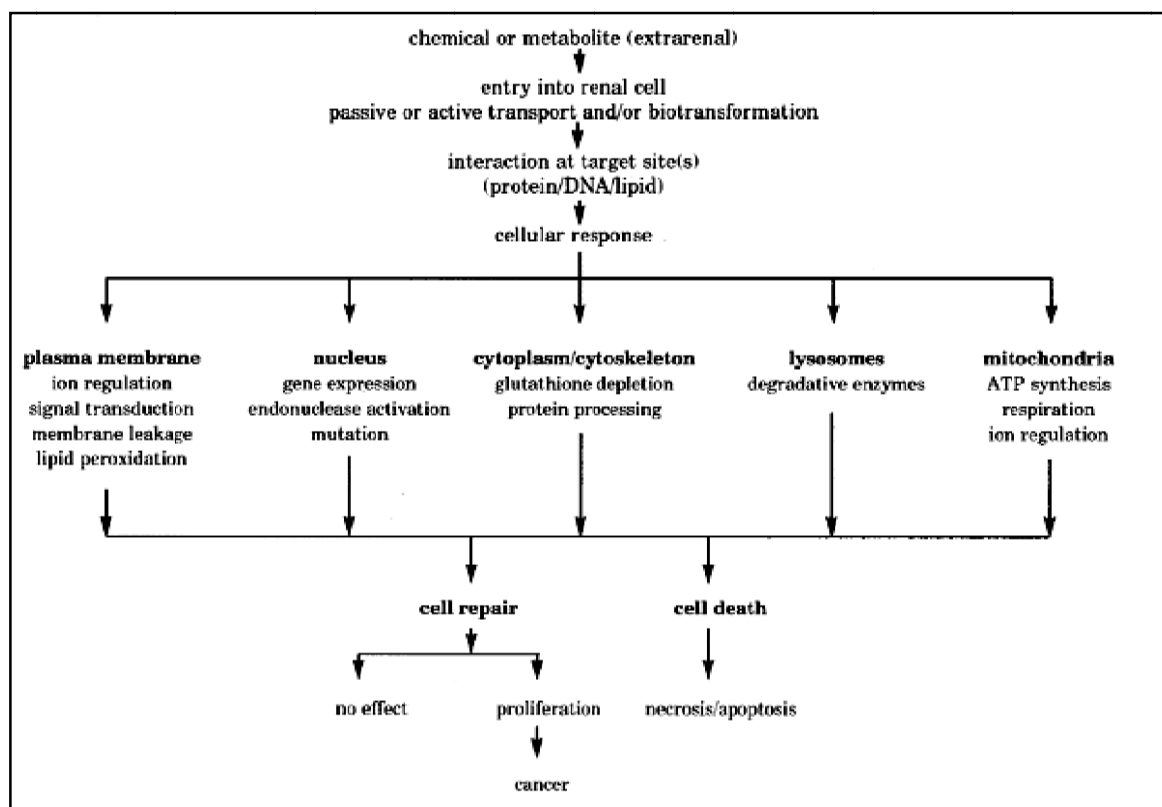 chemical or metabolite (extrarenal)
entry into renal cell
passive or active transport and/or biotransformation
interaction at target site(s)
(protein/DNA/lipid)
cellular response
plasma membrane
ion regulation
signal transduction
membrane leakage
lipid peroxidation
nucleus
gene expression
endonuclease activation
mutation
cytoplasm/cytoskeleton
glutathione depletion
protein processing
lysosomes
degradative enzymes
mitochondria
ATP synthesis
respiration
ion regulation
cell repair
cell death
no effect
proliferation
necrosis/apoptosis
cancer